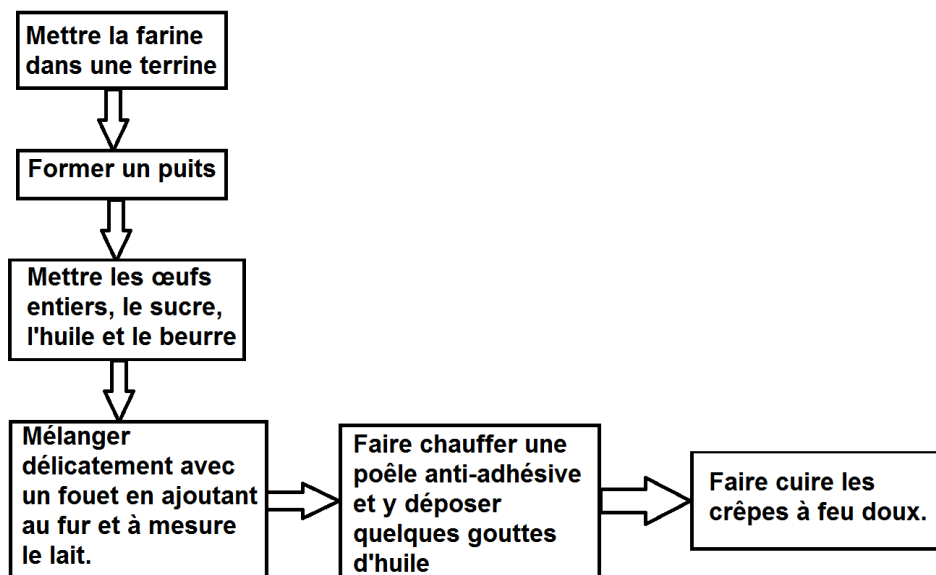 Mettre la farine
dans une terrine
Former un puits
Mettre les œufs
entiers, le sucre,
l'huile et le beurre
Mélanger
délicatement avec
un fouet en ajoutant
au fur et à mesure
le lait.
Faire chauffer une
poêle anti-adhésive
et y déposer
quelques gouttes
d'huile
Faire cuire les
crêpes à feu doux.